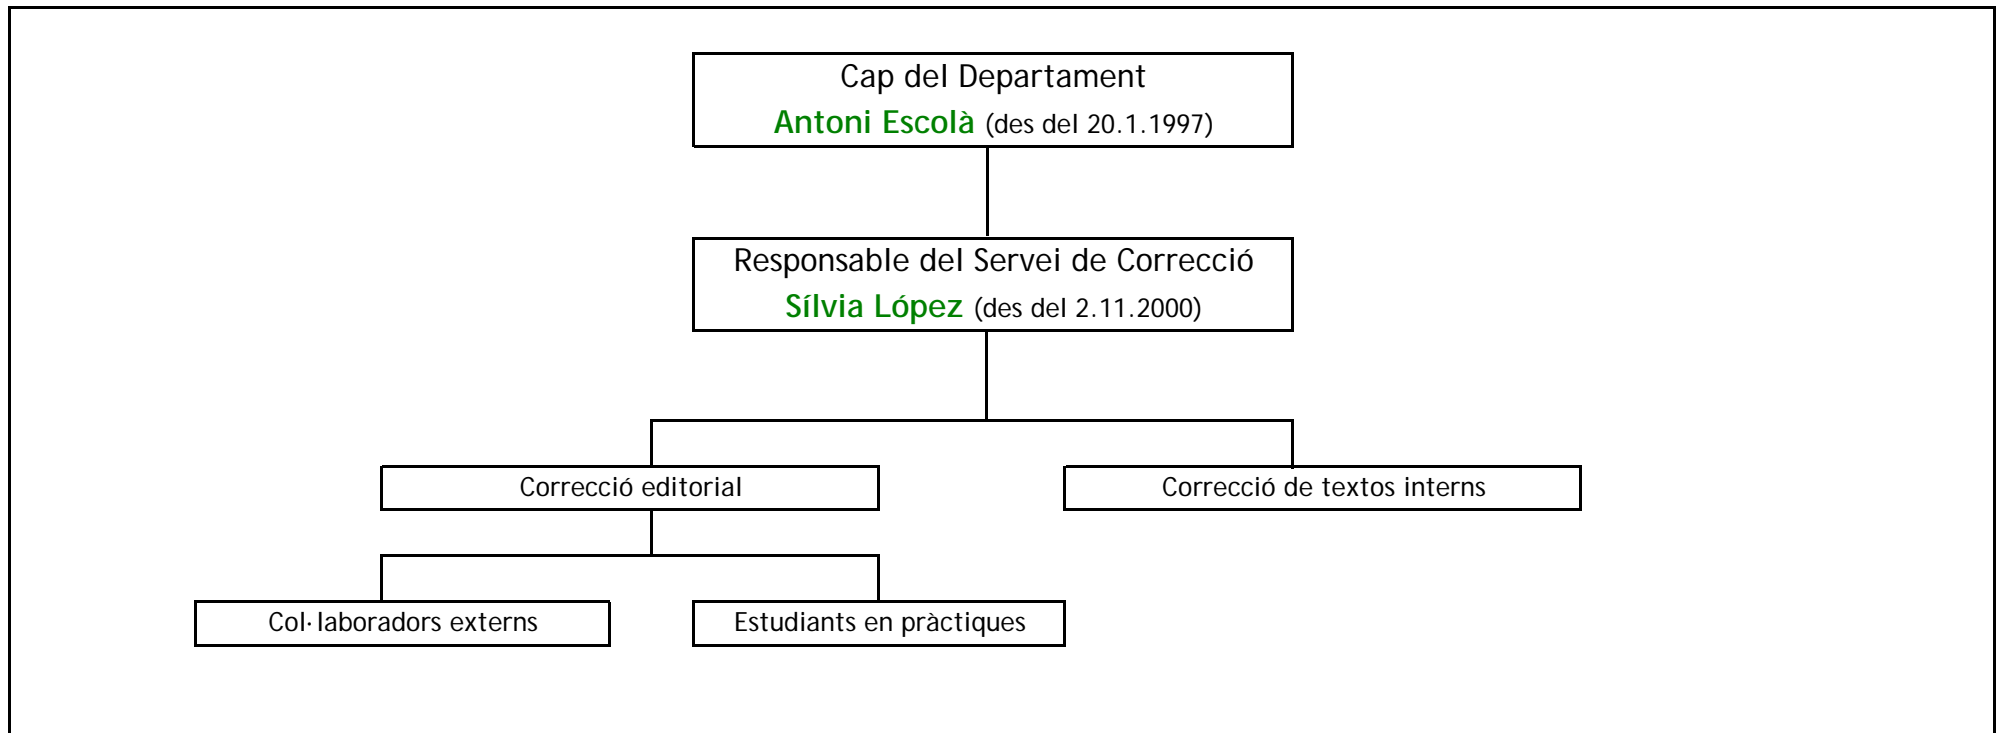 Cap del Departament
Antoni Escolà (des del 20.1.1997)
Responsable del Servei de Correcció
Sílvia López (des del 2.11.2000)
Correcció editorial
Correcció de textos interns
Col·laboradors externs
Estudiants en pràctiques